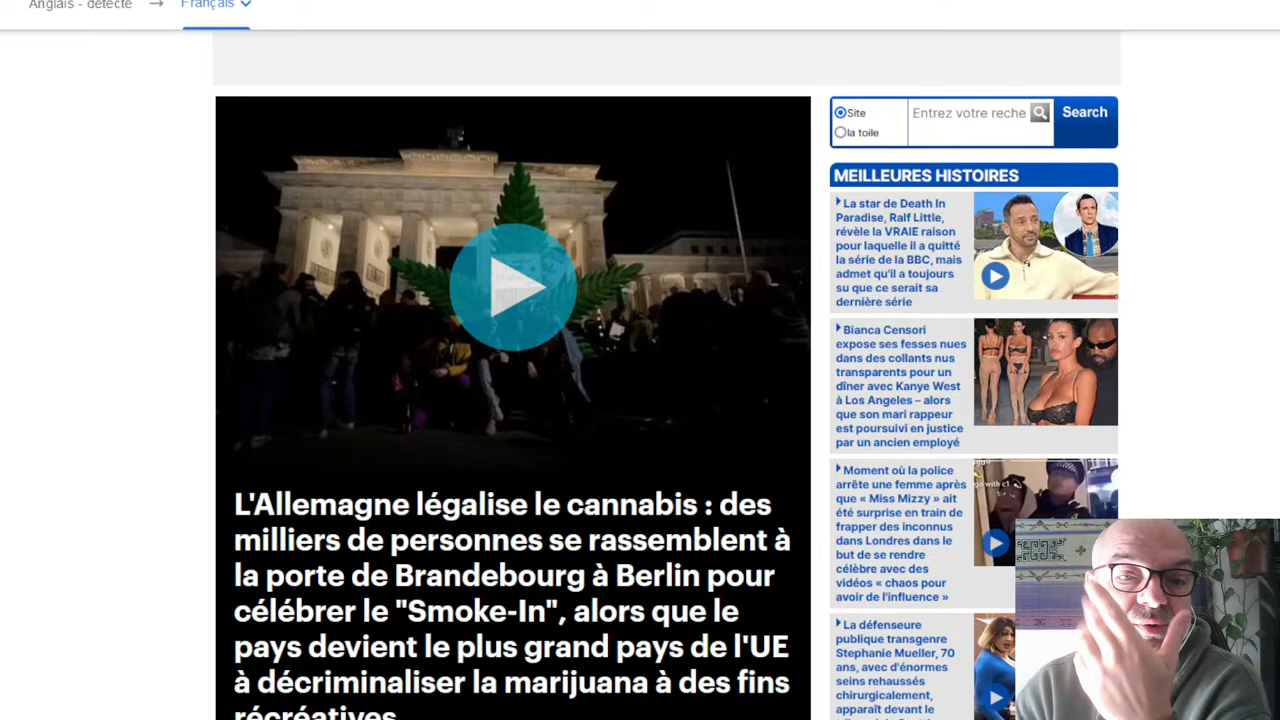 Anglais - détecté → Français
Site
la toile
Entrez votre reche
Search
L'Allemagne légalise le cannabis : des
milliers de personnes se rassemblent à
la porte de Brandebourg à Berlin pour
célébrer le "Smoke-In", alors que le
pays devient le plus grand pays de l'UE
à décriminaliser la marijuana à des fins
récréatives
MEILLEURES HISTOIRES
La star de Death In
Paradise, Ralf Little,
révèle la VRAIE raison
pour laquelle il a quitté
la série de la BBC, mais
admet qu'il a toujours
su que ce serait sa
dernière série
Bianca Censori
expose ses fesses nues
dans des collants nus
transparents pour un
dîner avec Kanye West
à Los Angeles – alors
que son mari rappeur
est poursuivi en justice
par un ancien employé
Moment où la police
arrête une femme après
que « Miss Mizzy » ait
été surprise en train de
frapper des inconnus
dans Londres dans le
but de se rendre
célèbre avec des
vidéos « chaos pour
avoir de l'influence »
go with c1
La défenseure
publique transgenre
Stephanie Mueller, 70
ans, avec d'énormes
seins rehaussés
chirurgicalement,
apparaît devant le